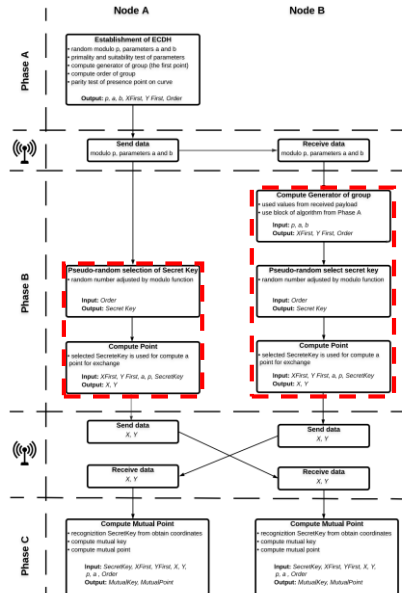 Node A
Node B
Phase A
Establishment of ECDH
• random modulo p, parameters a and b
• primality and suitability test of parameters
• compute generator of group (the first point)
• compute order of group
• parity test of presence point on curve
Output: p, a, b, XFirst, Y First, Order
Send data
modulo p, parameters a and b
Receive data
modulo p, parameters a and b
Phase B
Compute Generator of group
• used values from received payload
• use block of algorithm from Phase A
Input: p, a, b
Output: XFirst, Y First, Order
Pseudo-random selection of Secret Key
• random number adjusted by modulo function
Input: Order
Output: Secret Key
Pseudo-random select secret key
• random number adjusted by modulo function
Input: Order
Output: Secret Key
Compute Point
• selected SecreteKey is used for compute a
point for exchange
Input: XFirst, Y First, a, p, SecretKey
Output: X, Y
Compute Point
• selected SecreteKey is used for compute a
point for exchange
Input: XFirst, Y First, a, p, SecretKey
Output: X, Y
Send data
X, Y
Send data
X, Y
Receive data
X, Y
Receive data
X, Y
Phase C
Compute Mutual Point
• recognizition SecretKey from obtain coordinates
• compute mutual key
• compute mutual point
Input: SecretKey, XFirst, YFirst, X, Y,
p, a , Order
Output: MutualKey, MutualPoint
Compute Mutual Point
• recognizition SecretKey from obtain coordinates
• compute mutual key
• compute mutual point
Input: SecretKey, XFirst, YFirst, X, Y,
p, a , Order
Output: MutualKey, MutualPoint